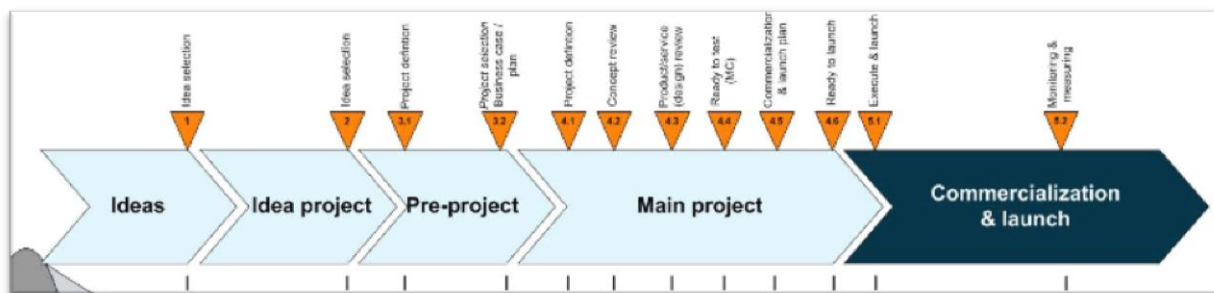 Idea selection
Idea selection
Project defintion
Project selection
Business case /
plan
Project defintion
Concept review
Product/service
(design) review
Ready to test
(MC)
Commercialization
& launch plan
Ready to launch
Execute & launch
Monitoring &
measuring
1
2
3.1
3.2
4.1
4.2
4.3
4.4
4.5
4.6
5.1
5.2
Ideas
Idea project
Pre-project
Main project
Commercialization
& launch